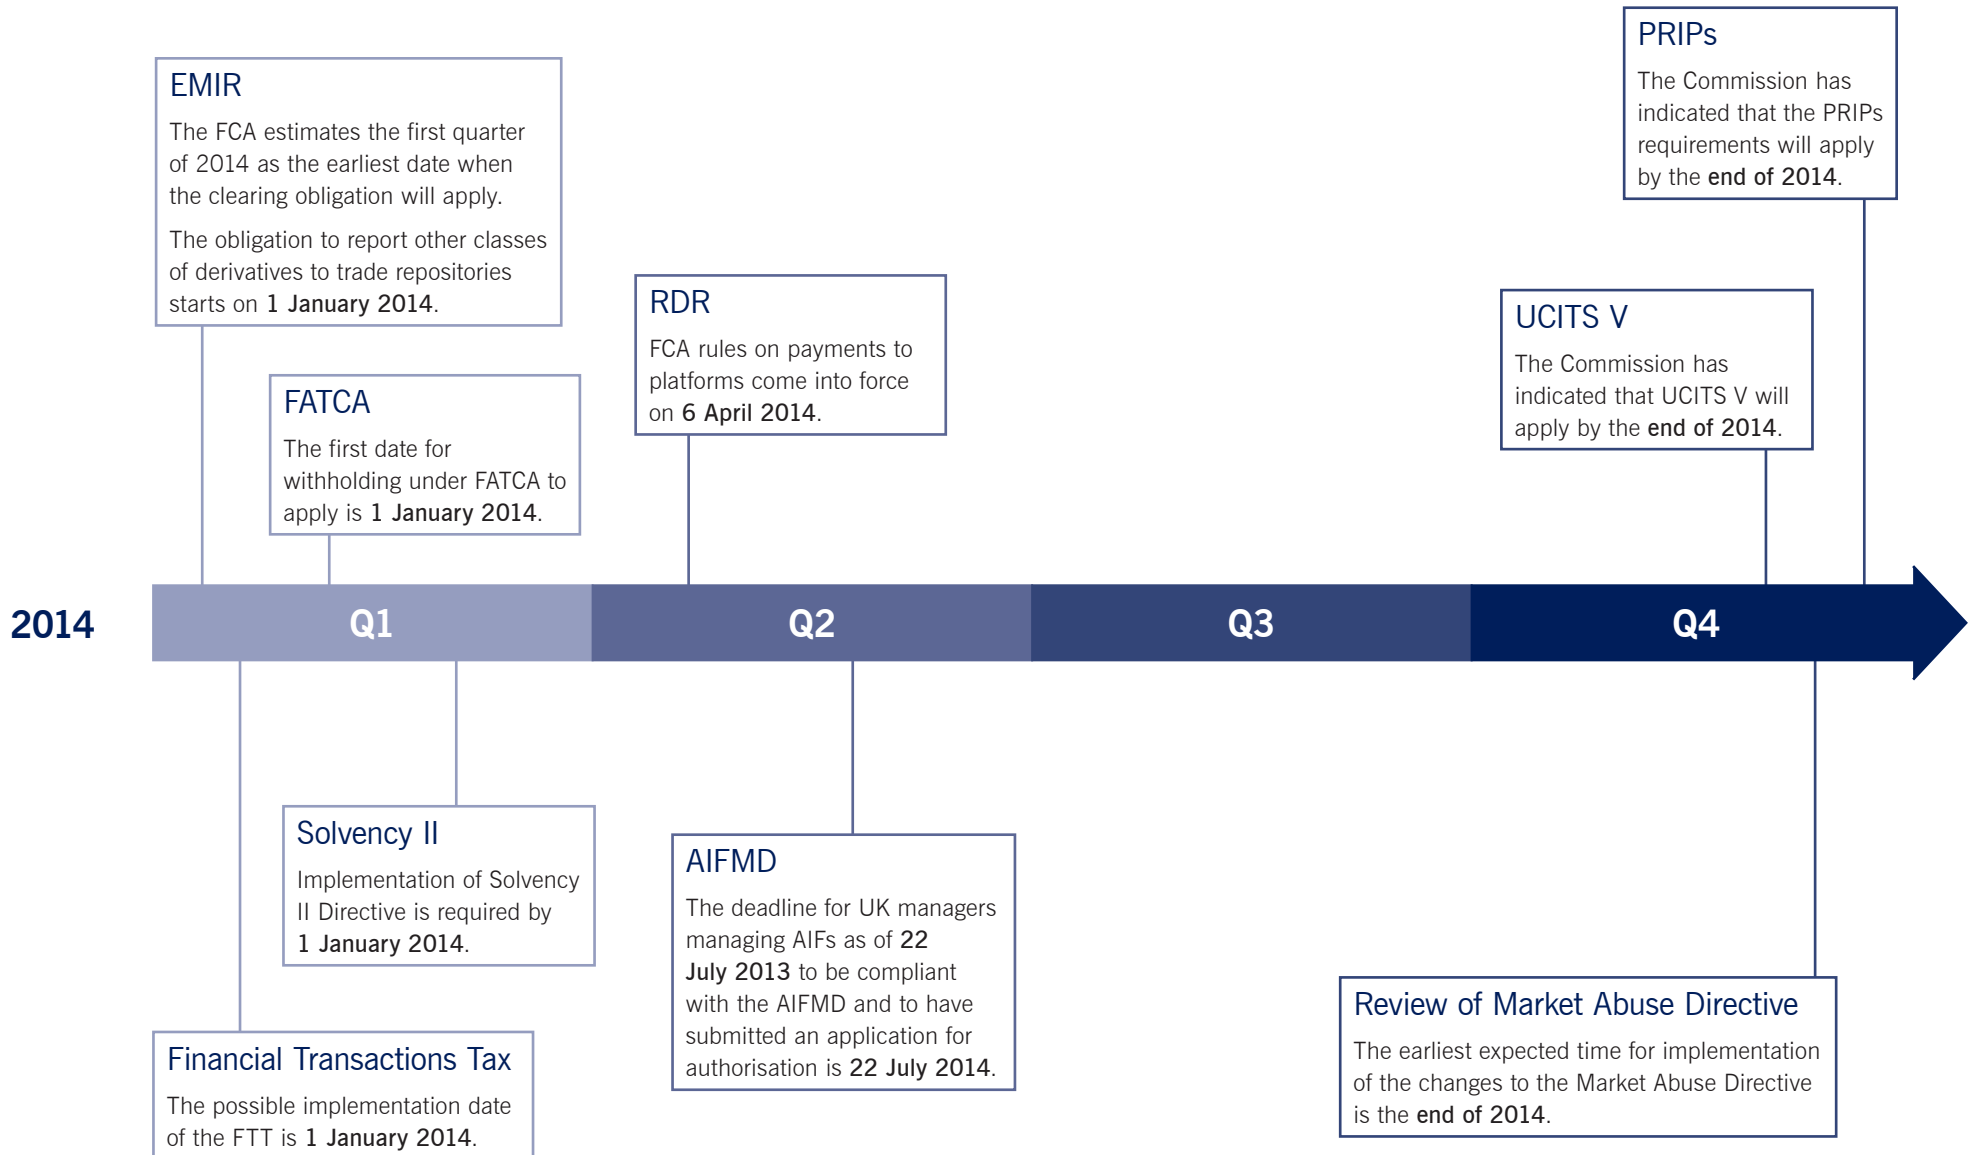 PRIPs
The Commission has
indicated that the PRIPs
requirements will apply
by the end of 2014.
EMIR
The FCA estimates the first quarter
of 2014 as the earliest date when
the clearing obligation will apply.
The obligation to report other classes
of derivatives to trade repositories
starts on 1 January 2014.
RDR
FCA rules on payments to
platforms come into force
on 6 April 2014.
UCITS V
The Commission has
indicated that UCITS V will
apply by the end of 2014.
FATCA
The first date for
withholding under FATCA to
apply is 1 January 2014.
2014
Q1
Q2
Q3
Q4
Solvency II
Implementation of Solvency
II Directive is required by
1 January 2014.
AIFMD
The deadline for UK managers
managing AIFs as of 22
July 2013 to be compliant
with the AIFMD and to have
submitted an application for
authorisation is 22 July 2014.
Review of Market Abuse Directive
The earliest expected time for implementation
of the changes to the Market Abuse Directive
is the end of 2014.
Financial Transactions Tax
The possible implementation date
of the FTT is 1 January 2014.